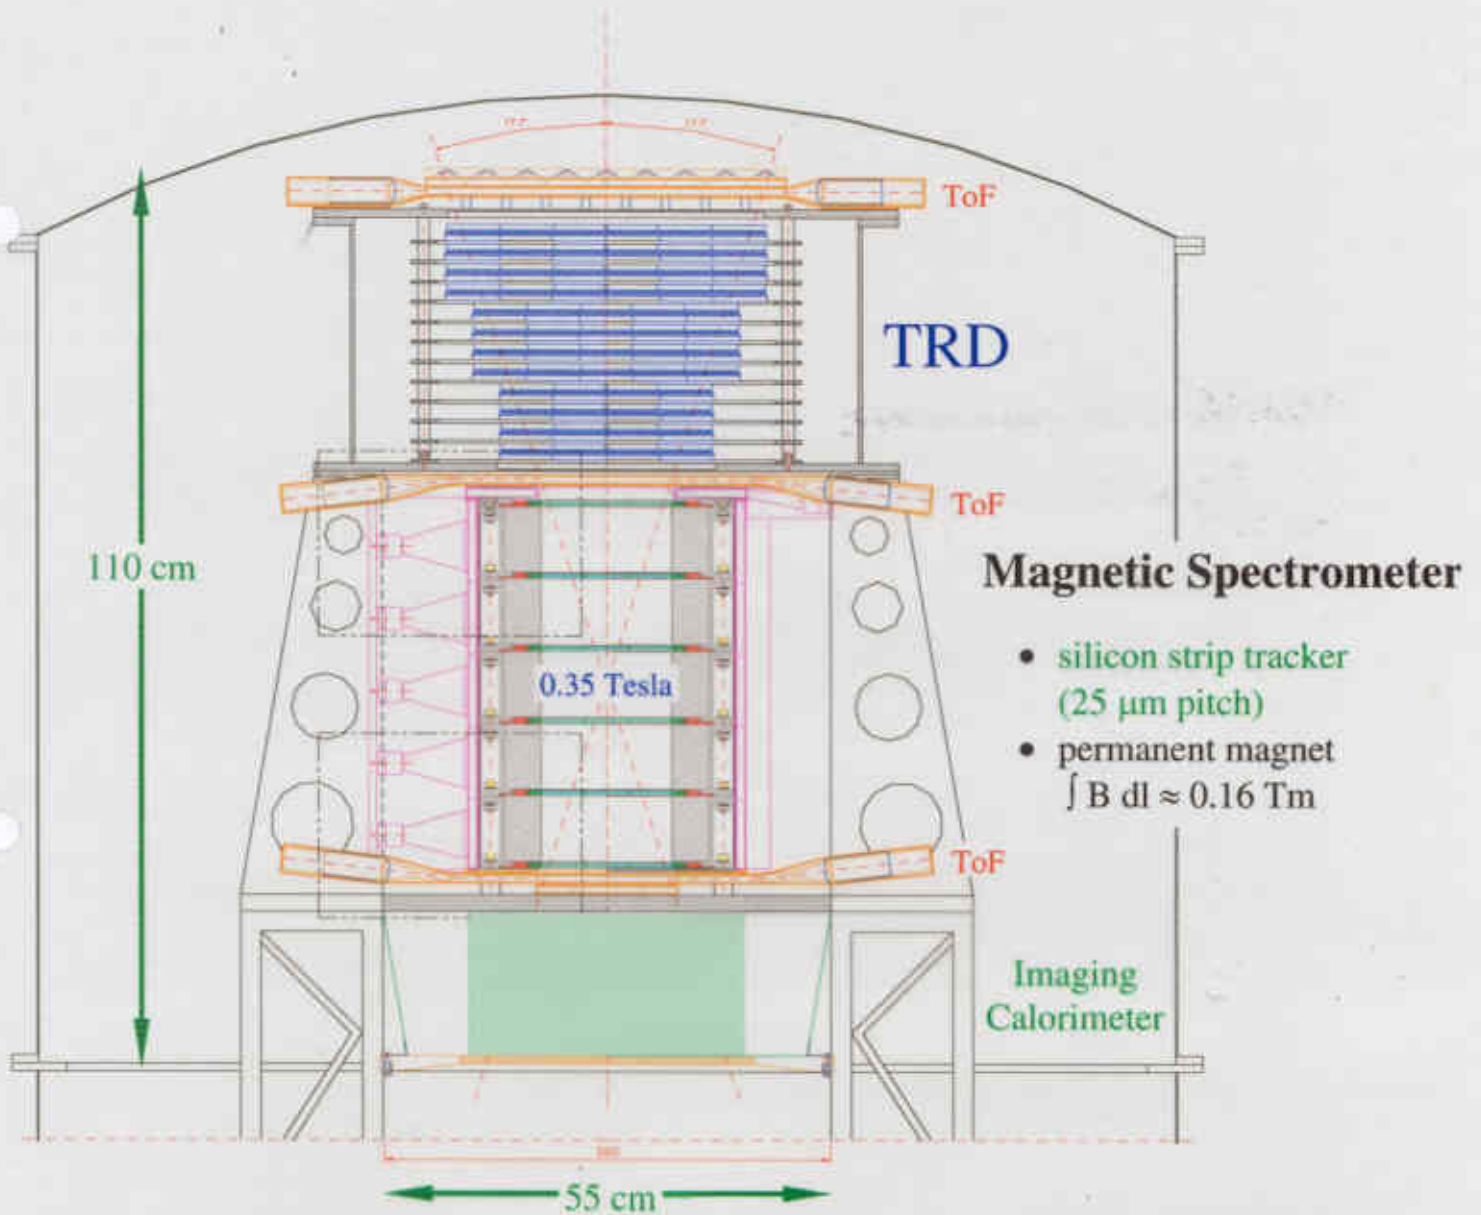 ToF
TRD
ToF
110 cm
Magnetic Spectrometer
• silicon strip tracker
(25 μm pitch)
0.35 Tesla
• permanent magnet
∫ B dl ≈ 0.16 Tm
ToF
Imaging
Calorimeter
55 cm